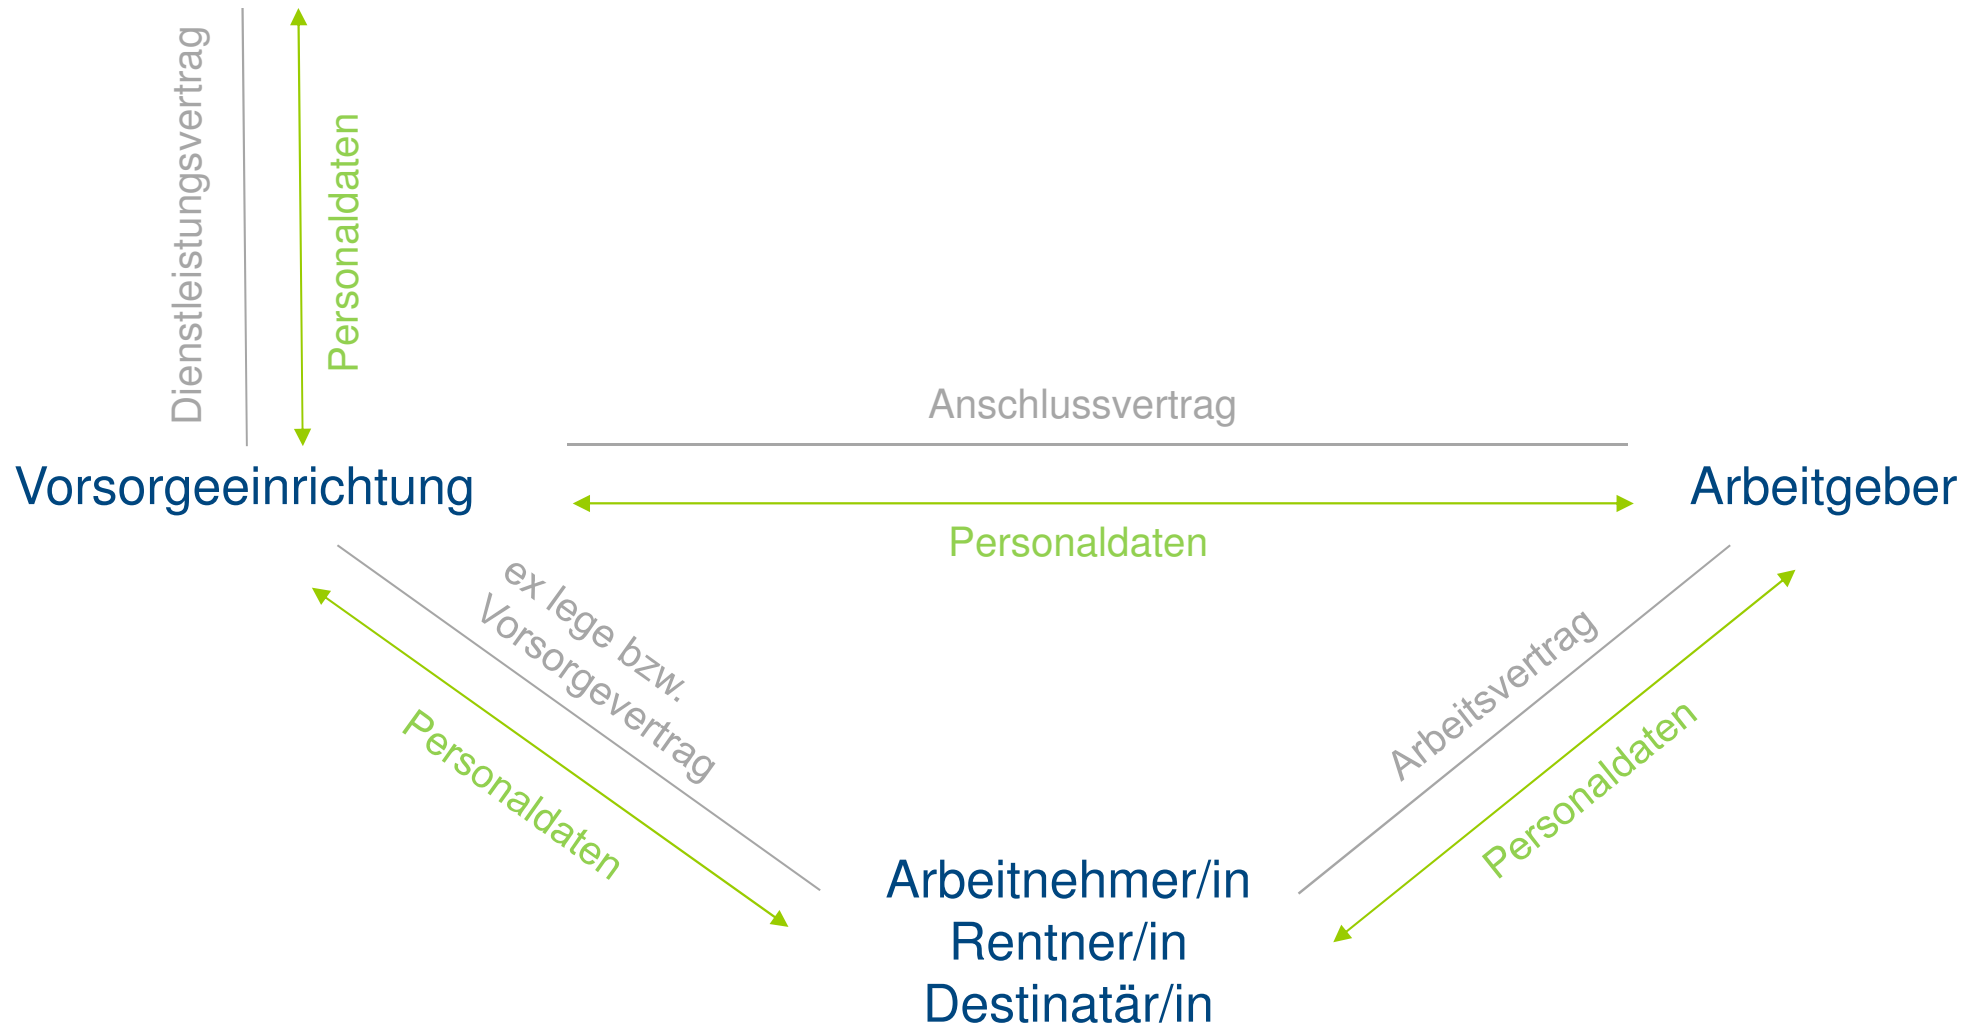 Dienstleistungsvertrag
Personaldaten
Anschlussvertrag
Vorsorgeeinrichtung
Arbeitgeber
Personaldaten
ex lege bzw.
Vorsorgevertrag
Personaldaten
Arbeitsvertrag
Personaldaten
Arbeitnehmer/in
Rentner/in
Destinatär/in